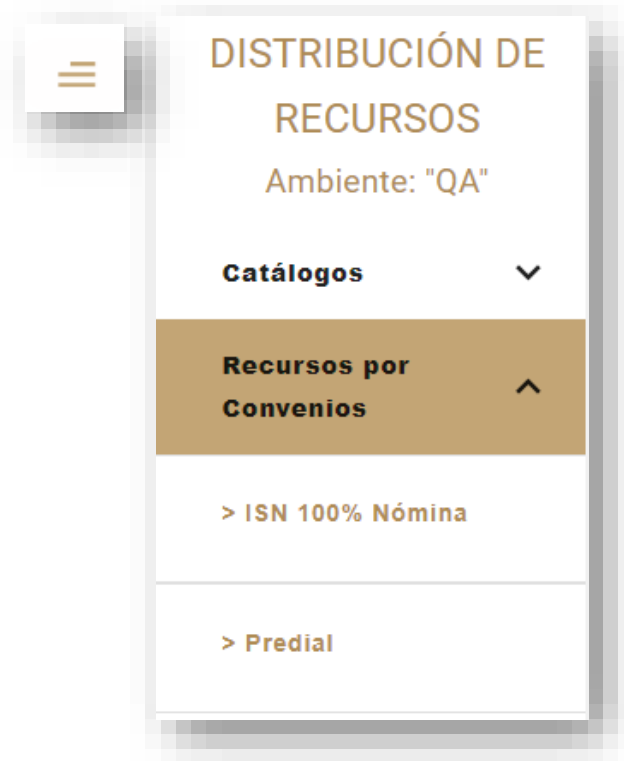 DISTRIBUCIÓN DE
RECURSOS
Ambiente: "QA"
Catálogos
Recursos por
Convenios
> ISN 100% Nómina
> Predial